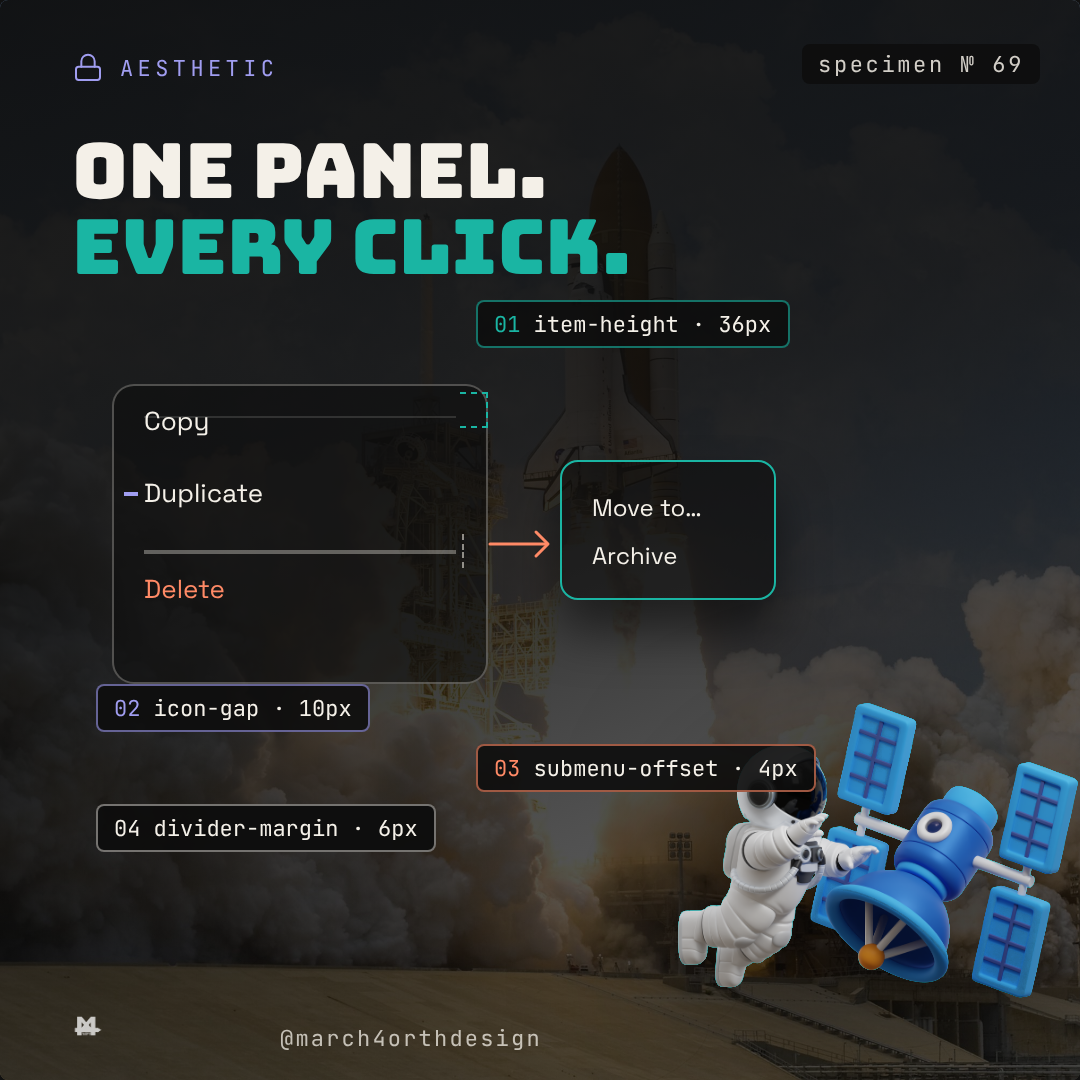 AESTHETIC
specimen № 69
ONE PANEL.
EVERY CLICK.
01 item-height · 36px
Copy
Duplicate
Delete
Move to…
Archive
02 icon-gap · 10px
03 submenu-offset · 4px
04 divider-margin · 6px
@march4orthdesign